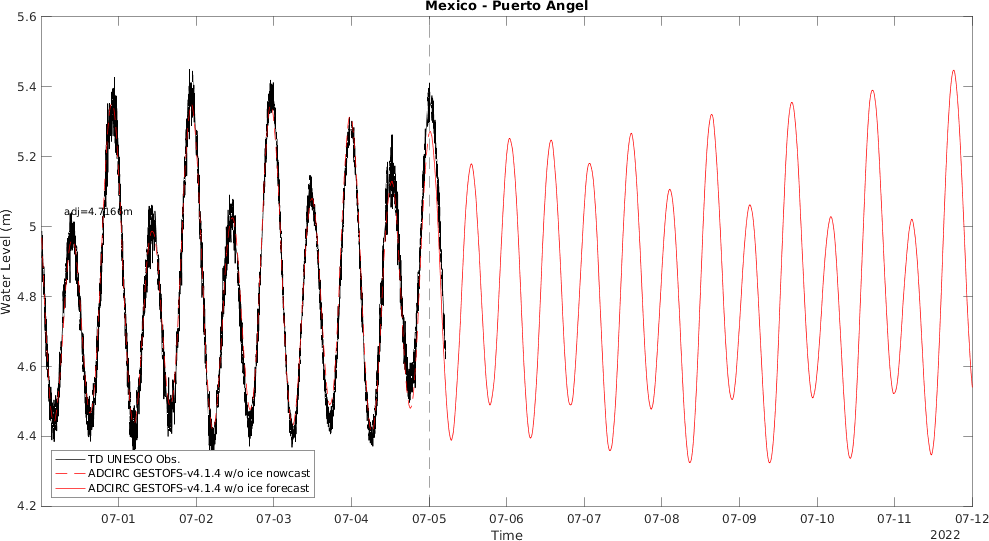 Mexico - Puerto Angel
5.6
5.4
5.2
5
4.8
4.6
4.4
4.2
Water Level (m)
adj=4.7166m
TD UNESCO Obs.
ADCIRC GESTOFS-v4.1.4 w/o ice nowcast
ADCIRC GESTOFS-v4.1.4 w/o ice forecast
07-01 07-02 07-03 07-04 07-05 07-06 07-07 07-08 07-09 07-10 07-11 07-12
Time
2022